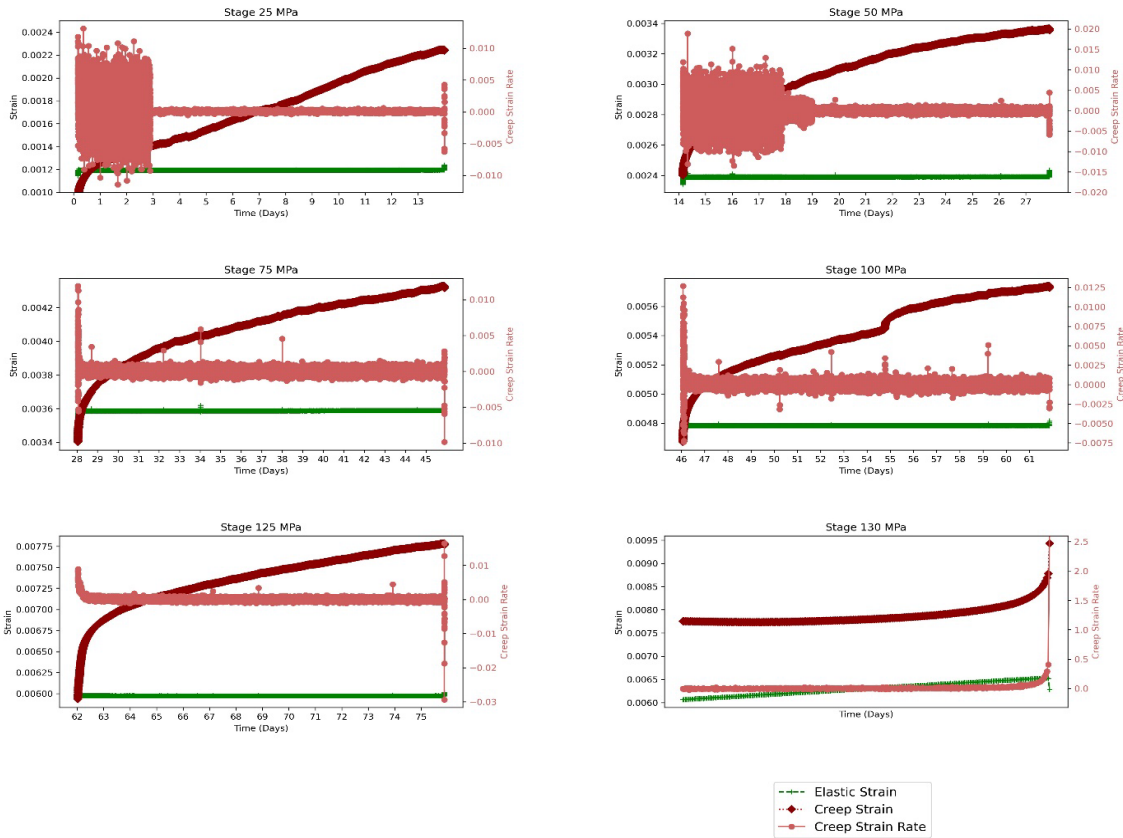 Stage 25 MPa
0.0024
0.0022
0.0020
0.0018
0.0016
0.0014
0.0012
0.0010
Strain
0 1 2 3 4 5 6 7 8 9 10 11 12 13
Time (Days)
0.010
0.005
0.000
−0.005
−0.010
Creep Strain Rate
Stage 50 MPa
0.0034
0.0032
0.0030
0.0028
0.0026
0.0024
Strain
14 15 16 17 18 19 20 21 22 23 24 25 26 27
Time (Days)
0.020
0.015
0.010
0.005
0.000
−0.005
−0.010
−0.015
−0.020
Creep Strain Rate
Stage 75 MPa
0.0042
0.0040
0.0038
0.0036
0.0034
Strain
28 29 30 31 32 33 34 35 36 37 38 39 40 41 42 43 44 45
Time (Days)
0.010
0.005
0.000
−0.005
−0.010
Creep Strain Rate
Stage 100 MPa
0.0056
0.0054
0.0052
0.0050
0.0048
Strain
46 47 48 49 50 51 52 53 54 55 56 57 58 59 60 61
Time (Days)
0.0125
0.0100
0.0075
0.0050
0.0025
0.0000
−0.0025
−0.0050
−0.0075
Creep Strain Rate
Stage 125 MPa
0.00775
0.00750
0.00725
0.00700
0.00675
0.00650
0.00625
0.00600
Strain
62 63 64 65 66 67 68 69 70 71 72 73 74 75
Time (Days)
0.01
0.00
−0.01
−0.02
−0.03
Creep Strain Rate
Stage 130 MPa
0.0095
0.0090
0.0085
0.0080
0.0075
0.0070
0.0065
0.0060
Strain
Time (Days)
2.5
2.0
1.5
1.0
0.5
0.0
Creep Strain Rate
Elastic Strain
Creep Strain
Creep Strain Rate